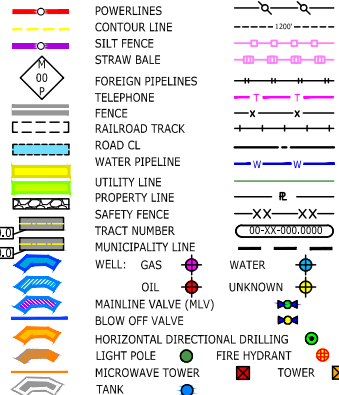 POWERLINES
CONTOUR LINE 1200'
SILT FENCE
STRAW BALE
M
00
P
FOREIGN PIPELINES
TELEPHONE T T
FENCE x x
RAILROAD TRACK
ROAD CL
WATER PIPELINE W W
UTILITY LINE
PROPERTY LINE ⅊
SAFETY FENCE XX XX
TRACT NUMBER 00-XX-000.0000
MUNICIPALITY LINE
WELL: GAS WATER
OIL UNKNOWN
MAINLINE VALVE (MLV)
BLOW OFF VALVE
HORIZONTAL DIRECTIONAL DRILLING
LIGHT POLE FIRE HYDRANT
MICROWAVE TOWER TOWER
TANK